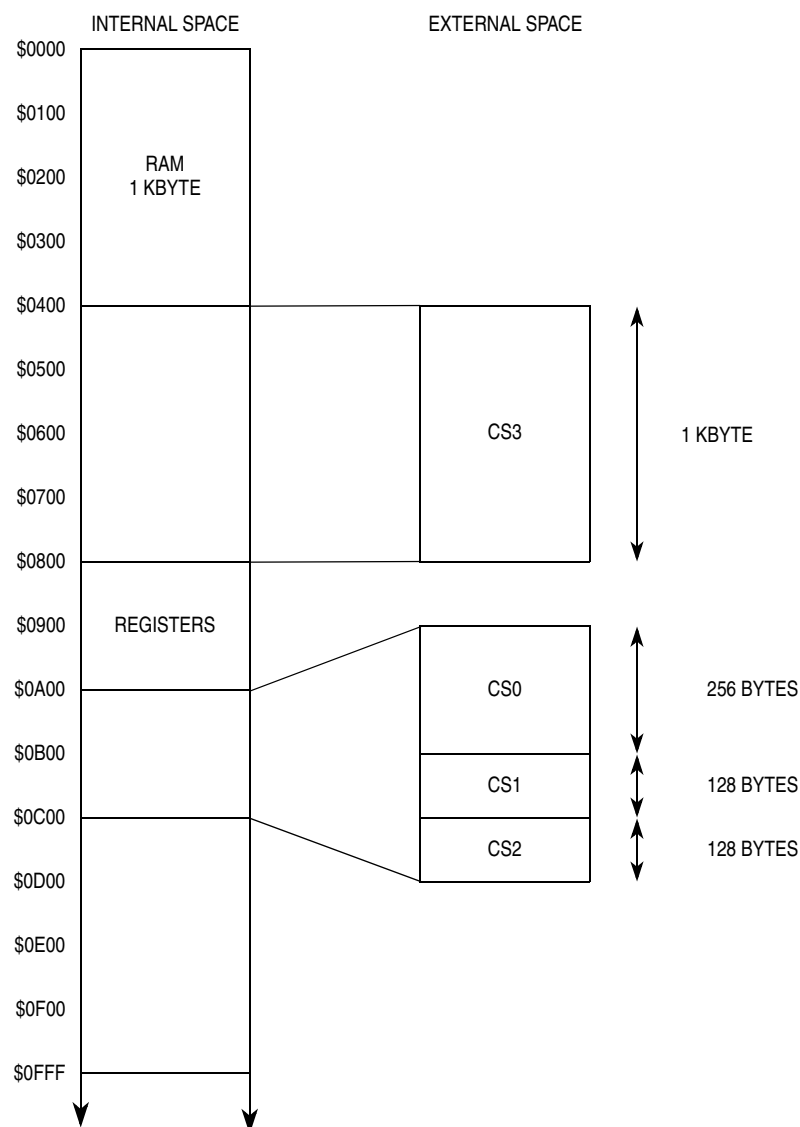 INTERNAL SPACE
EXTERNAL SPACE
$0000
$0100
RAM
1 KBYTE
$0200
$0300
$0400
$0500
$0600
CS3
1 KBYTE
$0700
$0800
$0900
REGISTERS
$0A00
CS0
256 BYTES
$0B00
CS1
128 BYTES
$0C00
CS2
128 BYTES
$0D00
$0E00
$0F00
$0FFF